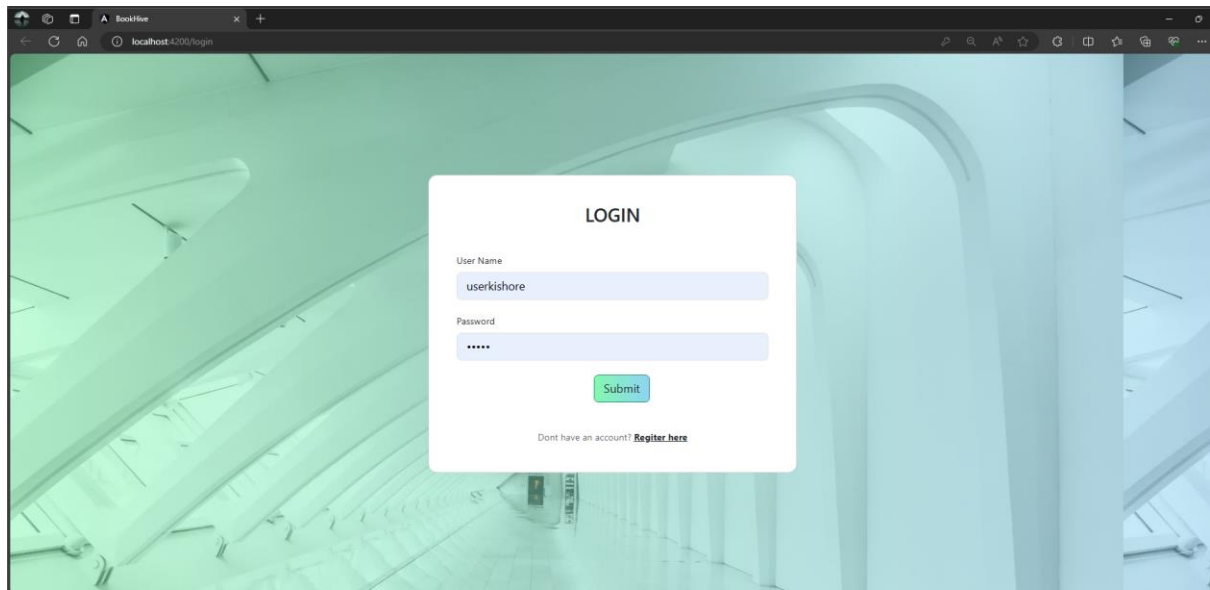 BookHive
localhost:4200/login
LOGIN
User Name
userkishore
Password
•••••
Submit
Dont have an account? Regiter here